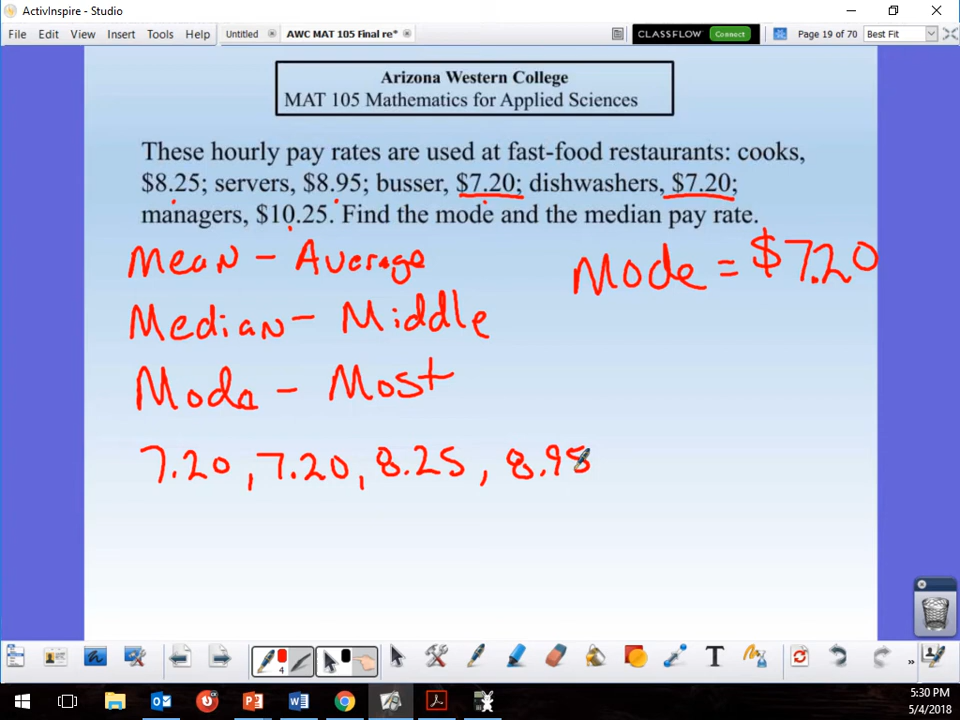 ActivInspire - Studio
File Edit View Insert Tools Help Untitled AWC MAT 105 Final re* CLASSFLOW Connect Page 19 of 70 Best Fit
Arizona Western College
MAT 105 Mathematics for Applied Sciences
These hourly pay rates are used at fast-food restaurants: cooks,
$8.25; servers, $8.95; busser, $7.20; dishwashers, $7.20;
managers, $10.25. Find the mode and the median pay rate.
Mean - Average
Mode = $7.20
Median - Middle
Mode - Most
7.20, 7.20, 8.25, 8.95
4
T
»
5:30 PM
5/4/2018